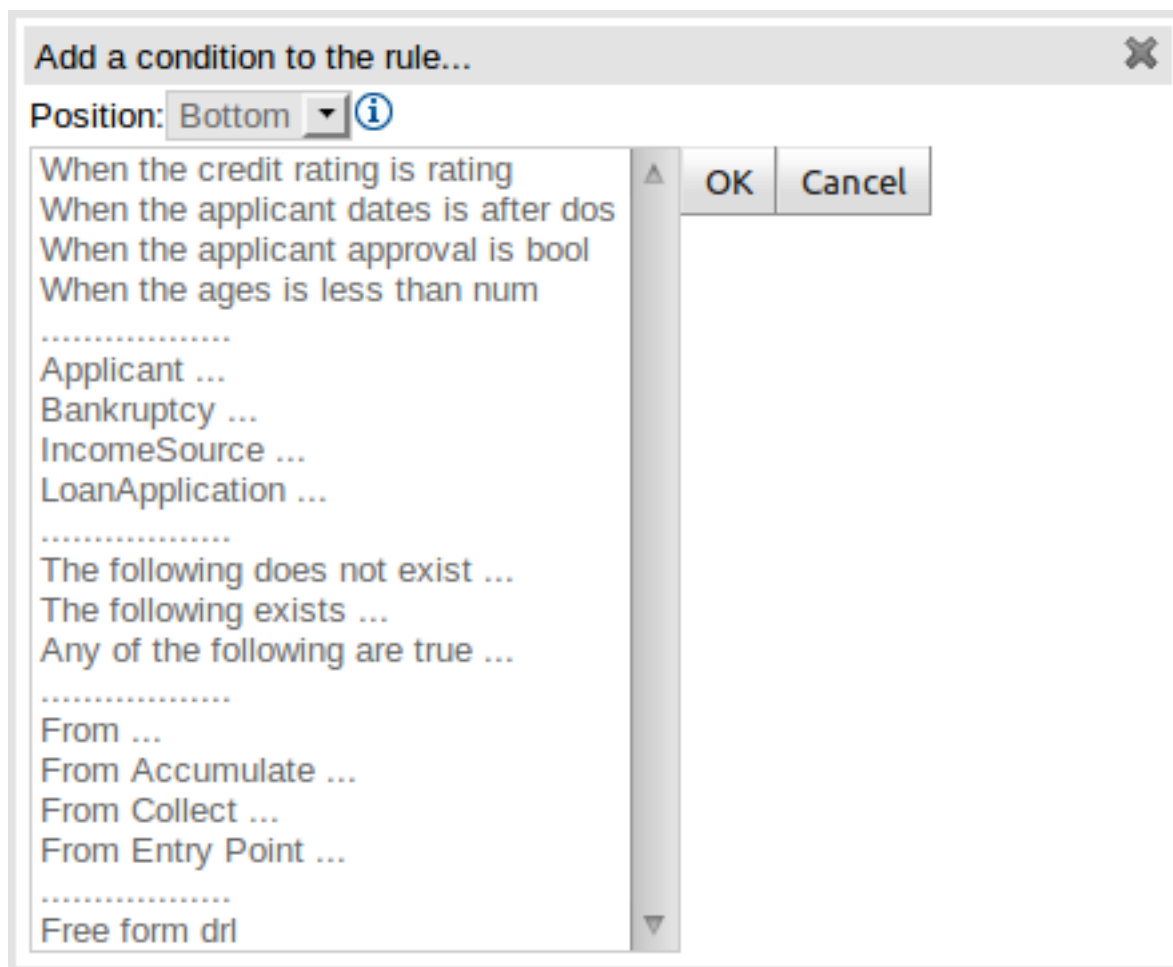 Add a condition to the rule...
Position: Bottom
When the credit rating is rating
When the applicant dates is after dos
When the applicant approval is bool
When the ages is less than num
..................
Applicant ...
Bankruptcy ...
IncomeSource ...
LoanApplication ...
..................
The following does not exist ...
The following exists ...
Any of the following are true ...
..................
From ...
From Accumulate ...
From Collect ...
From Entry Point ...
..................
Free form drl
OK Cancel